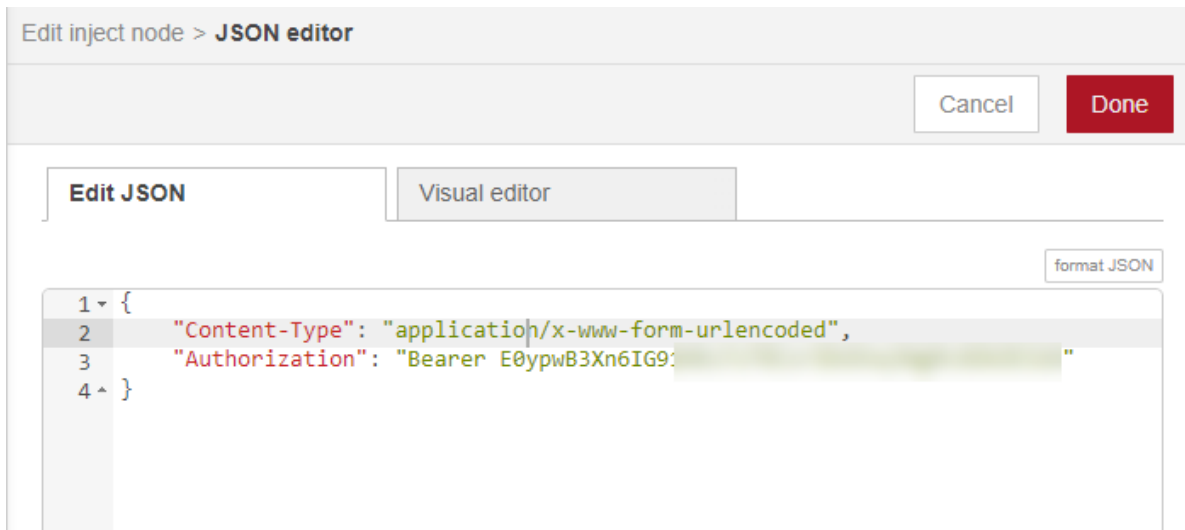 Edit inject node > JSON editor
Cancel Done
Edit JSON Visual editor
format JSON
1 {
2 "Content-Type": "application/x-www-form-urlencoded",
3 "Authorization": "Bearer "
4 }